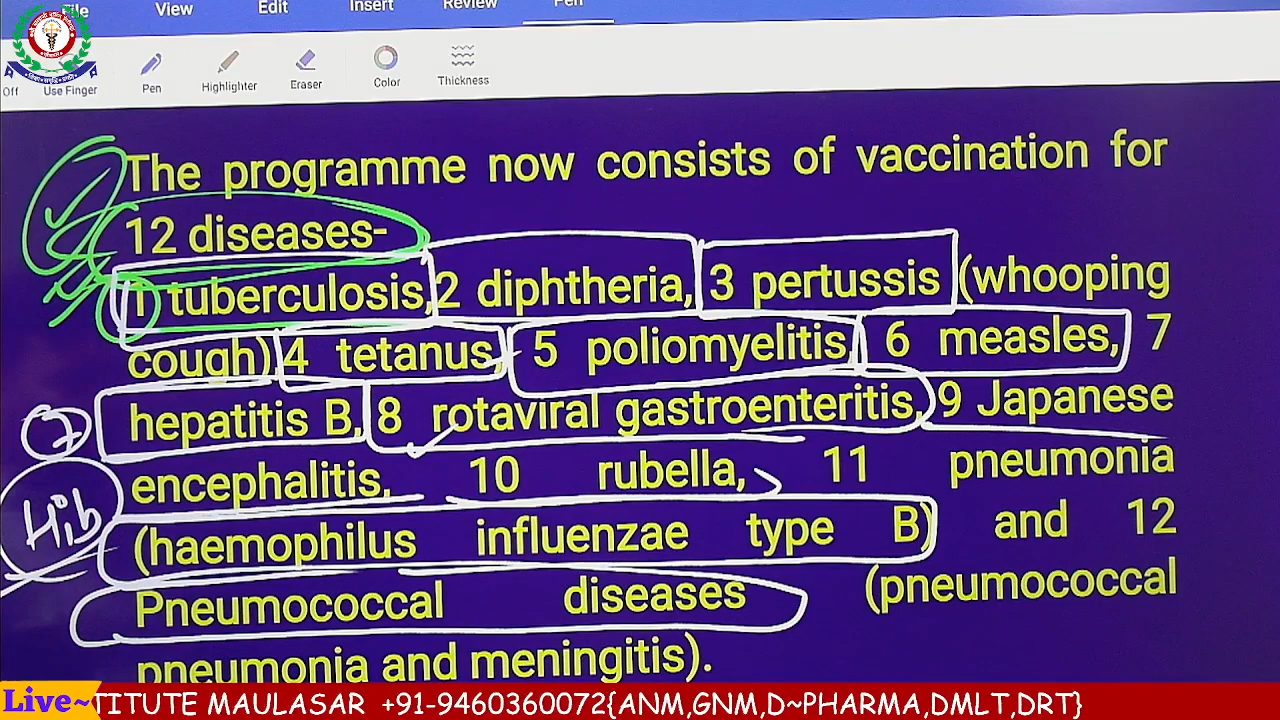 File View Edit Insert Review Pen
Off Use Finger Pen Highlighter Eraser Color Thickness
The programme now consists of vaccination for
12 diseases-
1 tuberculosis, 2 diphtheria, 3 pertussis (whooping
cough) 4 tetanus, 5 poliomyelitis, 6 measles, 7
7 hepatitis B, 8 rotaviral gastroenteritis, 9 Japanese
encephalitis, 10 rubella, 11 pneumonia
Hib (haemophilus influenzae type B) and 12
Pneumococcal diseases (pneumococcal
pneumonia and meningitis).
Live~ TITUTE MAULASAR +91-9460360072{ANM,GNM,D~PHARMA,DMLT,DRT}